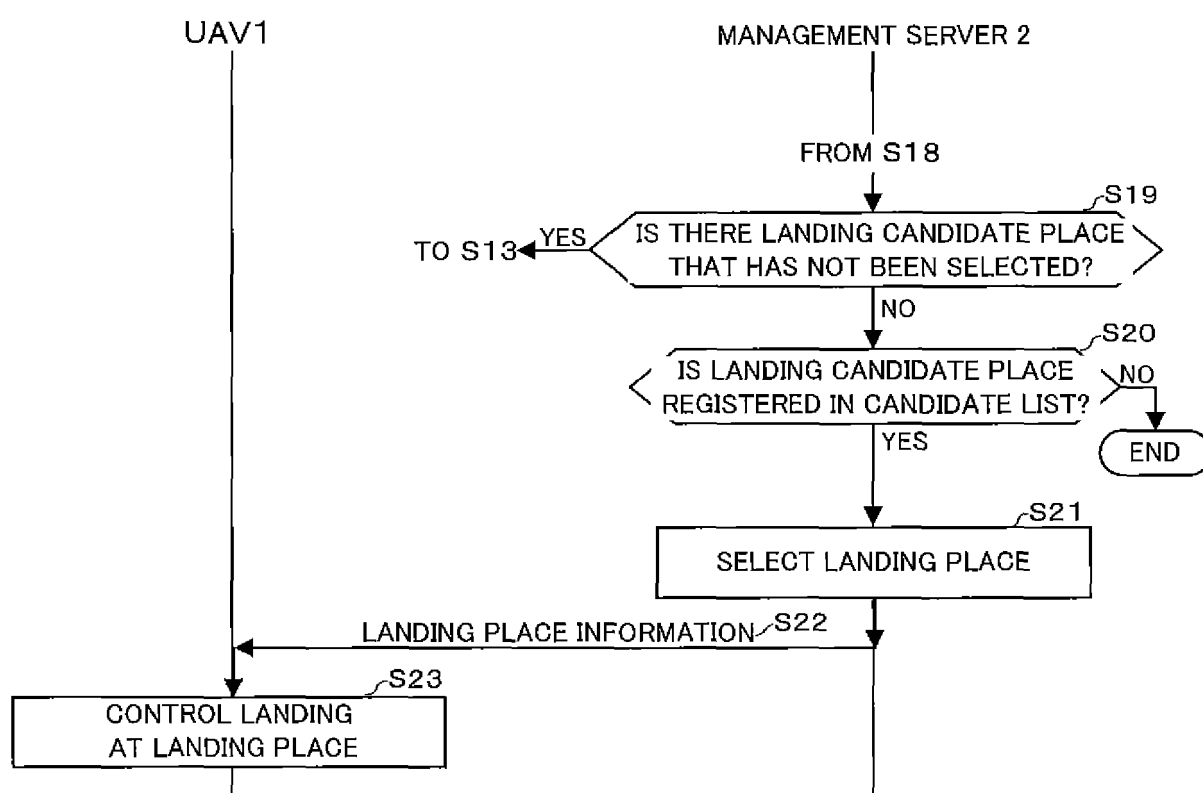 UAV1
MANAGEMENT SERVER 2
FROM S18
S19
IS THERE LANDING CANDIDATE PLACE
THAT HAS NOT BEEN SELECTED?
YES
TO S13
NO
S20
IS LANDING CANDIDATE PLACE
REGISTERED IN CANDIDATE LIST?
NO
END
YES
S21
SELECT LANDING PLACE
LANDING PLACE INFORMATION
S22
S23
CONTROL LANDING
AT LANDING PLACE